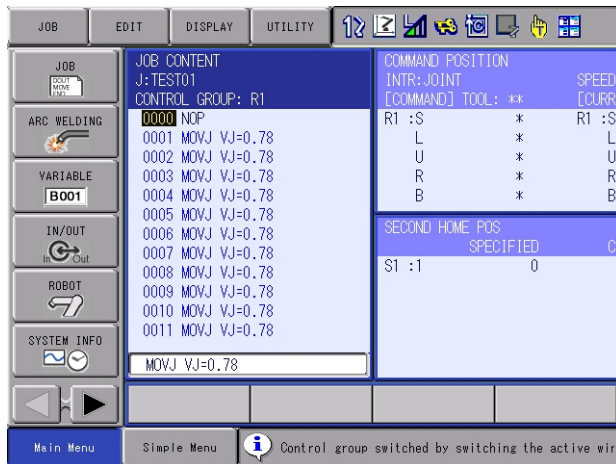 JOB
EDIT
DISPLAY
UTILITY
JOB
DOUT
MOVE
END
ARC WELDING
VARIABLE
B001
IN/OUT
In Out
ROBOT
SYSTEM INFO
JOB CONTENT
J:TEST01
CONTROL GROUP: R1
0000 NOP
0001 MOVJ VJ=0.78
0002 MOVJ VJ=0.78
0003 MOVJ VJ=0.78
0004 MOVJ VJ=0.78
0005 MOVJ VJ=0.78
0006 MOVJ VJ=0.78
0007 MOVJ VJ=0.78
0008 MOVJ VJ=0.78
0009 MOVJ VJ=0.78
0010 MOVJ VJ=0.78
0011 MOVJ VJ=0.78
MOVJ VJ=0.78
COMMAND POSITION
INTR:JOINT SPEED
[COMMAND] TOOL: ** [CURR
R1 :S * R1 :S
L * L
U * U
R * R
B * B
SECOND HOME POS
SPECIFIED C
S1 :1 0
Main Menu
Simple Menu
Control group switched by switching the active wir